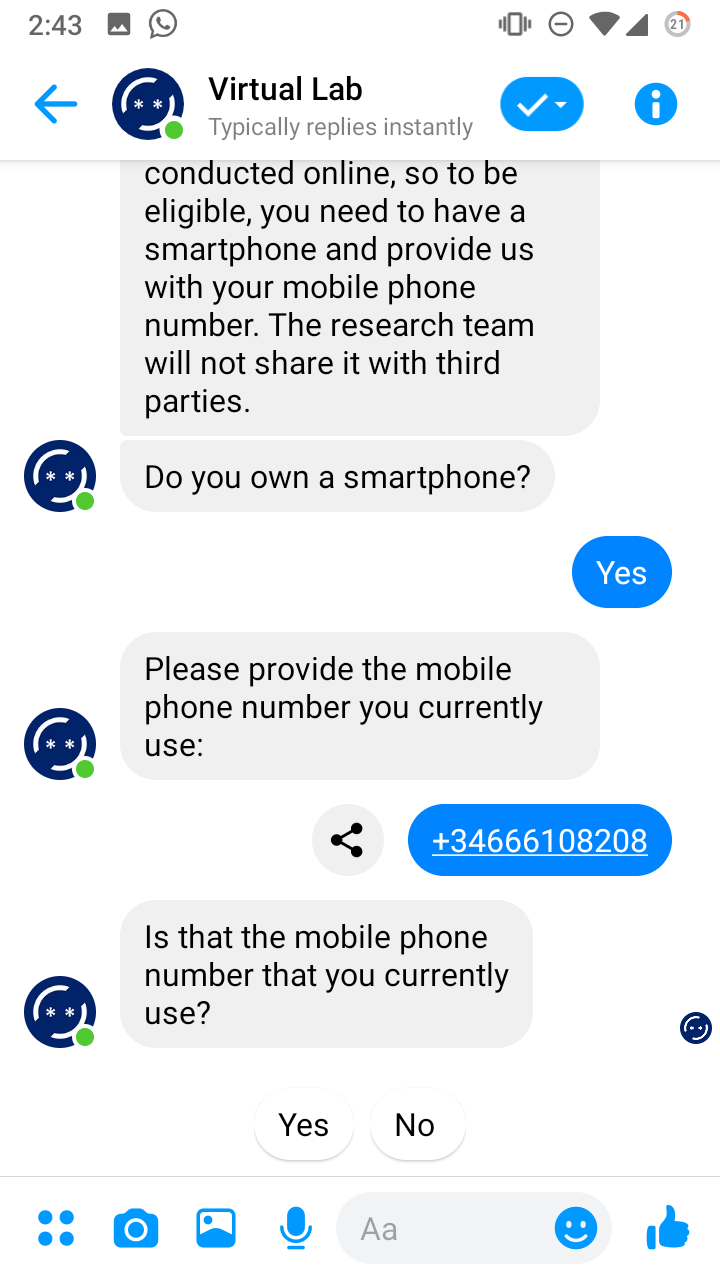 2:43
21
Virtual Lab
Typically replies instantly
conducted online, so to be
eligible, you need to have a
smartphone and provide us
with your mobile phone
number. The research team
will not share it with third
parties.
Do you own a smartphone?
Yes
Please provide the mobile
phone number you currently
use:
+34666108208
Is that the mobile phone
number that you currently
use?
Yes No
Aa